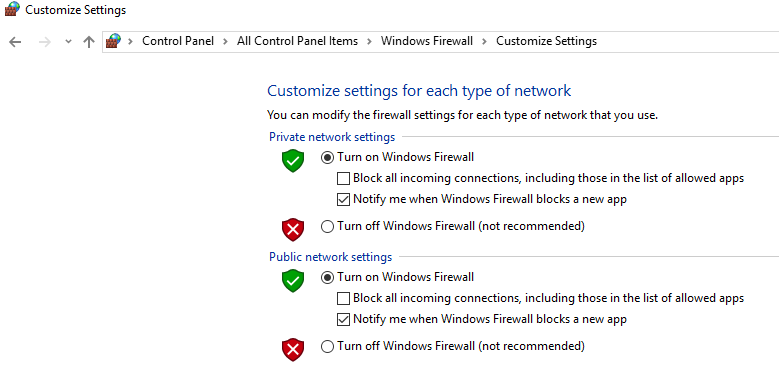 Customize Settings
Control Panel > All Control Panel Items > Windows Firewall > Customize Settings
Customize settings for each type of network
You can modify the firewall settings for each type of network that you use.
Private network settings
Turn on Windows Firewall
Block all incoming connections, including those in the list of allowed apps
Notify me when Windows Firewall blocks a new app
Turn off Windows Firewall (not recommended)
Public network settings
Turn on Windows Firewall
Block all incoming connections, including those in the list of allowed apps
Notify me when Windows Firewall blocks a new app
Turn off Windows Firewall (not recommended)